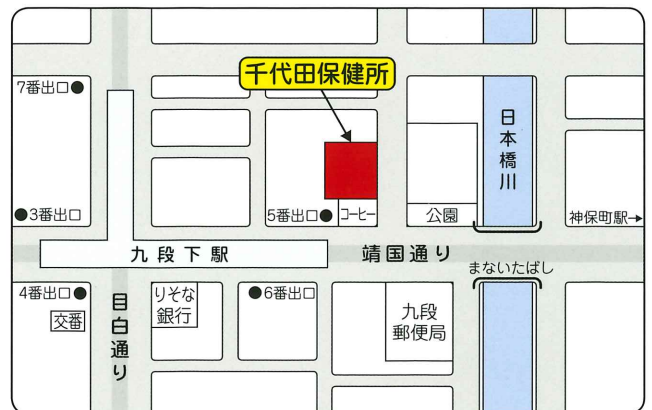 千代田保健所
7番出口●
日本橋川
●3番出口
5番出口●
コーヒー
公園
神保町駅→
九段下駅
靖国通り
まないたばし
4番出口●
交番
目白通り
りそな
銀行
●6番出口
九段
郵便局